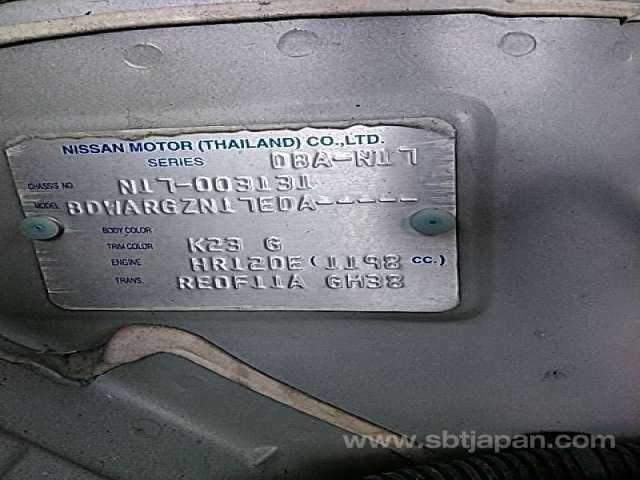 NISSAN MOTOR (THAILAND) CO.,LTD.
SERIES DBA-N17
CHASSIS NO. N17-003131
MODEL BDWARGZN17EDA-----
BODY COLOR
TRIM COLOR K23 G
ENGINE HR12DE (1198 CC.)
TRANS. RE0F11A GH38
www.sbtjapan.com